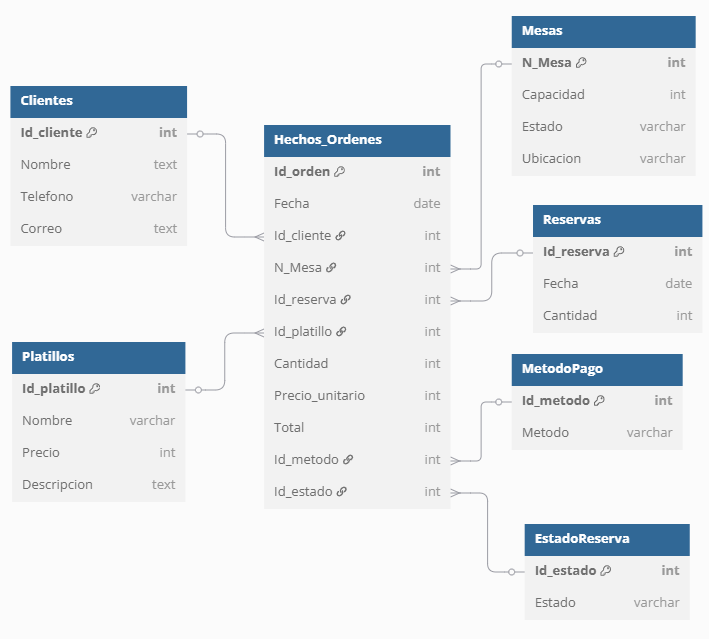 Clientes
Id_cliente int
Nombre text
Telefono varchar
Correo text
Platillos
Id_platillo int
Nombre varchar
Precio int
Descripcion text
Hechos_Ordenes
Id_orden int
Fecha date
Id_cliente int
N_Mesa int
Id_reserva int
Id_platillo int
Cantidad int
Precio_unitario int
Total int
Id_metodo int
Id_estado int
Mesas
N_Mesa int
Capacidad int
Estado varchar
Ubicacion varchar
Reservas
Id_reserva int
Fecha date
Cantidad int
MetodoPago
Id_metodo int
Metodo varchar
EstadoReserva
Id_estado int
Estado varchar